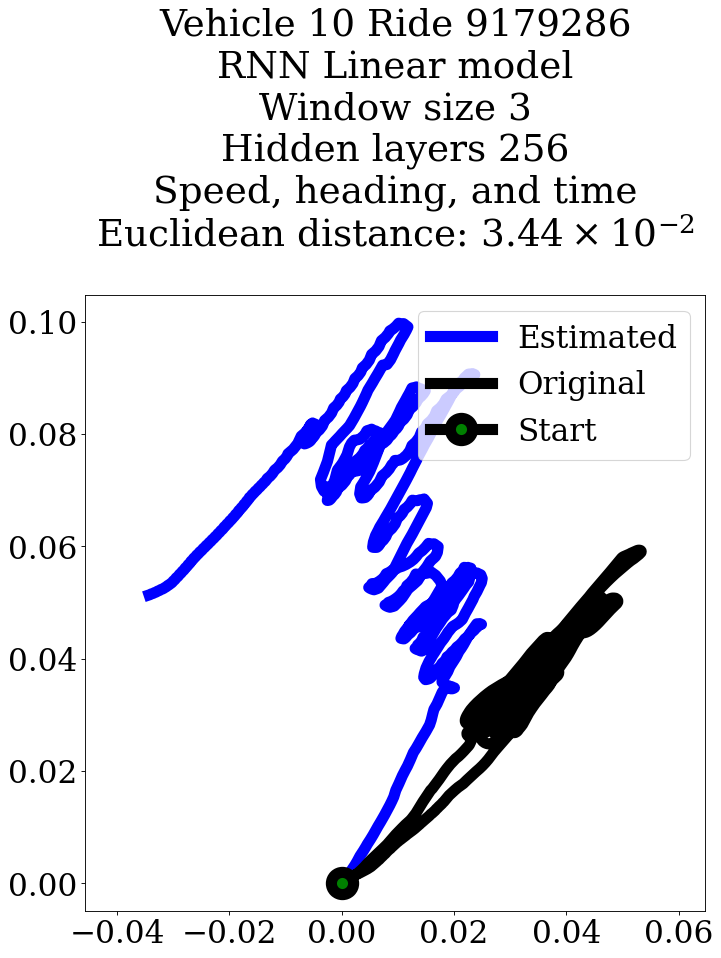 Vehicle 10 Ride 9179286
RNN Linear model
Window size 3
Hidden layers 256
Speed, heading, and time
Euclidean distance: 3.44 × 10⁻²
Estimated
Original
Start
0.10
0.08
0.06
0.04
0.02
0.00
−0.04 −0.02 0.00 0.02 0.04 0.06